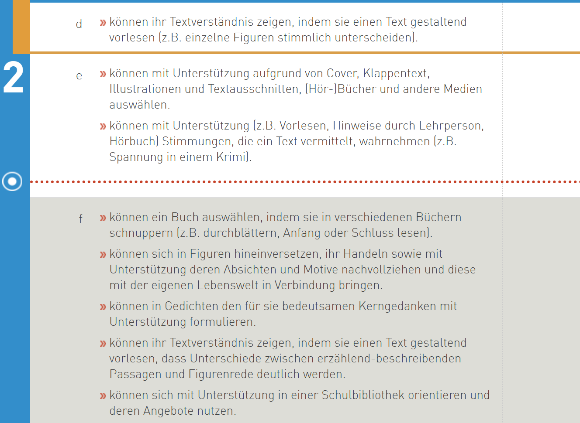 d » können ihr Textverständnis zeigen, indem sie einen Text gestaltend
vorlesen (z.B. einzelne Figuren stimmlich unterscheiden).
2
e » können mit Unterstützung aufgrund von Cover, Klappentext,
Illustrationen und Textausschnitten, (Hör-)Bücher und andere Medien
auswählen.
» können mit Unterstützung (z.B. Vorlesen, Hinweise durch Lehrperson,
Hörbuch) Stimmungen, die ein Text vermittelt, wahrnehmen (z.B.
Spannung in einem Krimi).
f » können ein Buch auswählen, indem sie in verschiedenen Büchern
schnuppern (z.B. durchblättern, Anfang oder Schluss lesen).
» können sich in Figuren hineinversetzen, ihr Handeln sowie mit
Unterstützung deren Absichten und Motive nachvollziehen und diese
mit der eigenen Lebenswelt in Verbindung bringen.
» können in Gedichten den für sie bedeutsamen Kerngedanken mit
Unterstützung formulieren.
» können ihr Textverständnis zeigen, indem sie einen Text gestaltend
vorlesen, dass Unterschiede zwischen erzählend-beschreibenden
Passagen und Figurenrede deutlich werden.
» können sich mit Unterstützung in einer Schulbibliothek orientieren und
deren Angebote nutzen.